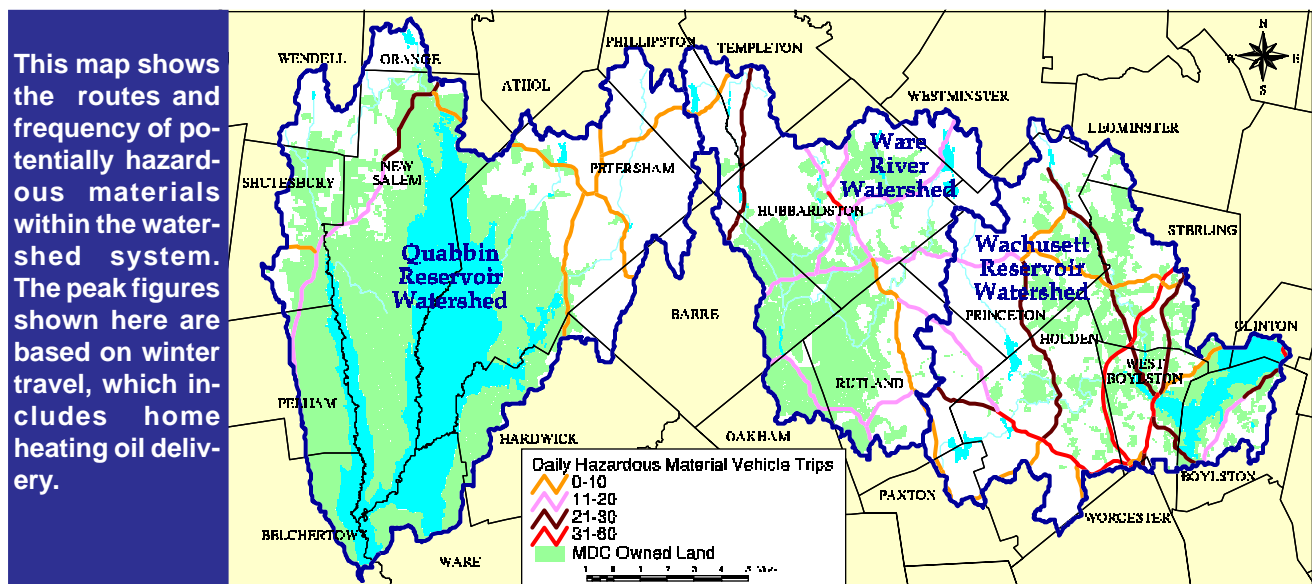 This map shows
the routes and
frequency of po-
tentially hazard-
ous materials
within the water-
shed system.
The peak figures
shown here are
based on winter
travel, which in-
cludes home
heating oil deliv-
ery.
PHILLIPSTON
TEMPLETON
N
WENDELL
ORANGE
ATHOL
W
E
S
WESTMINSTER
LEOMINSTER
Ware
River
Watershed
PETERSHAM
NEW
SALEM
SHUTESBURY
HUBBARDSTON
STERLING
Quabbin
Reservoir
Watershed
Wachusett
Reservoir
Watershed
BARRE
PRINCETON
CLINTON
HOLDEN
WEST
BOYLSTON
RUTLAND
PELHAM
HARDWICK
OAKHAM
BOYLSTON
PAXTON
WORCESTER
BELCHERTOW
WARE
Daily Hazardous Material Vehicle Trips
0-10
11-20
21-30
31-60
MDC Owned Land